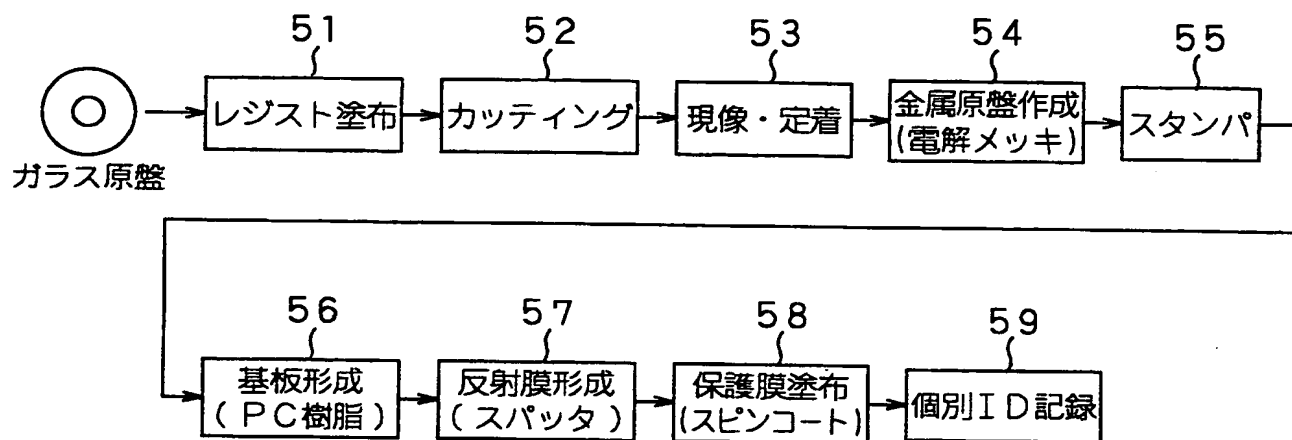 51
52
53
54
55
ガラス原盤
レジスト塗布
カッティング
現像・定着
金属原盤作成
(電解メッキ)
スタンパ
56
57
58
59
基板形成
(PC樹脂)
反射膜形成
(スパッタ)
保護膜塗布
(スピンコート)
個別ID記録